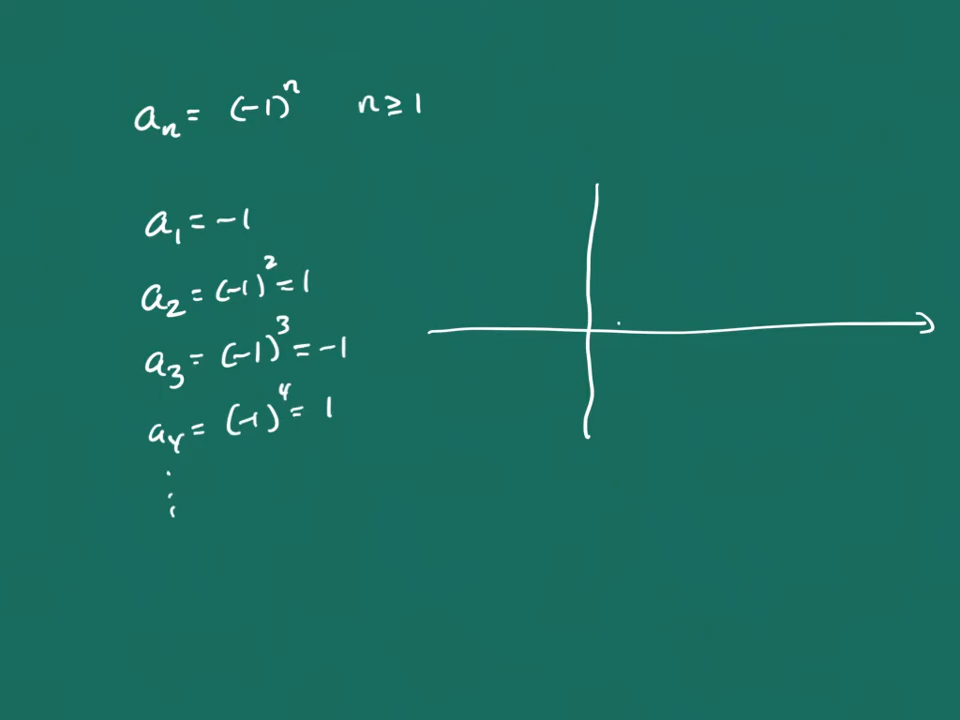 aₙ = (-1)ⁿ n ≥ 1
a₁ = -1
a₂ = (-1)² = 1
a₃ = (-1)³ = -1
a₄ = (-1)⁴ = 1
⋮